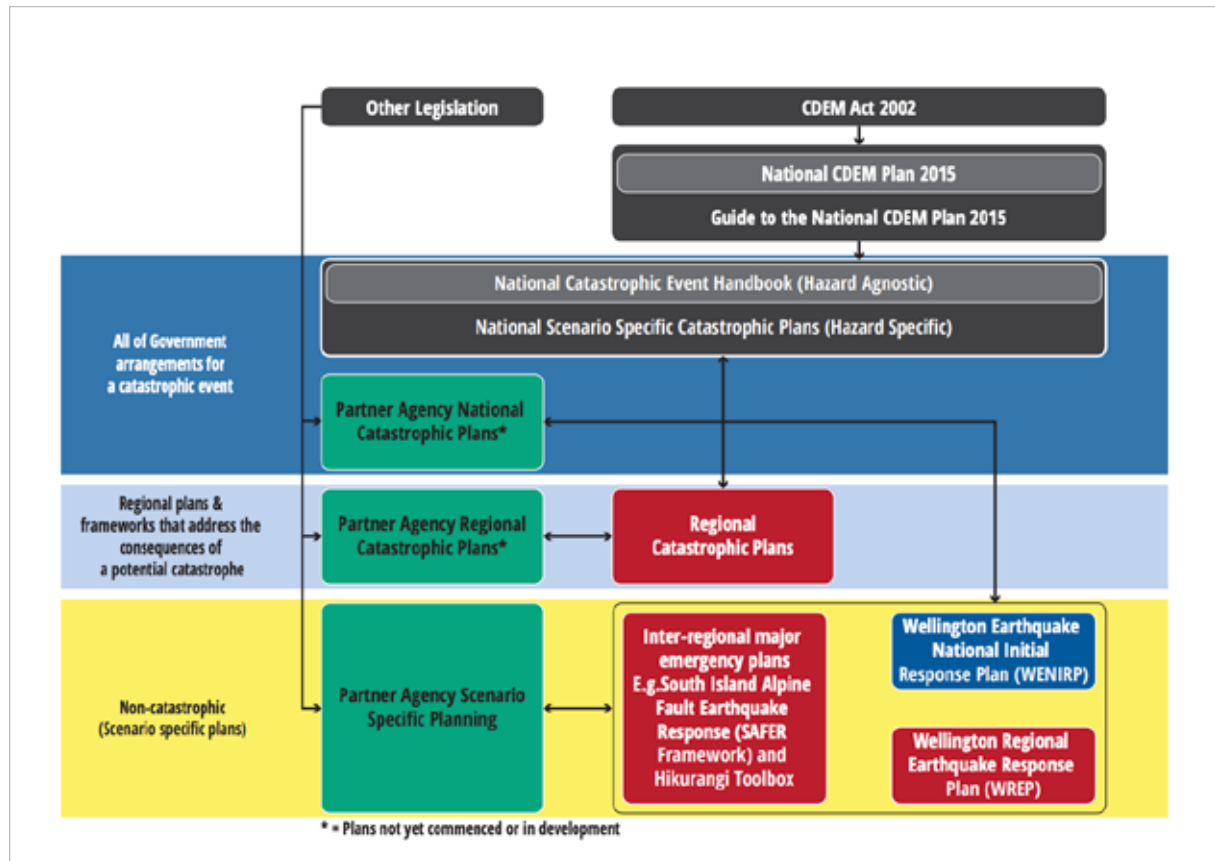 Other Legislation
CDEM Act 2002
National CDEM Plan 2015
Guide to the National CDEM Plan 2015
All of Government
arrangements for
a catastrophic event
National Catastrophic Event Handbook (Hazard Agnostic)
National Scenario Specific Catastrophic Plans (Hazard Specific)
Partner Agency National
Catastrophic Plans*
Regional plans &
frameworks that address the
consequences of
a potential catastrophe
Partner Agency Regional
Catastrophic Plans*
Regional
Catastrophic Plans
Non-catastrophic
(Scenario specific plans)
Partner Agency Scenario
Specific Planning
Inter-regional major
emergency plans
E.g.South Island Alpine
Fault Earthquake
Response (SAFER
Framework) and
Hikurangi Toolbox
Wellington Earthquake
National Initial
Response Plan (WENIRP)
Wellington Regional
Earthquake Response
Plan (WREP)
* = Plans not yet commenced or in development